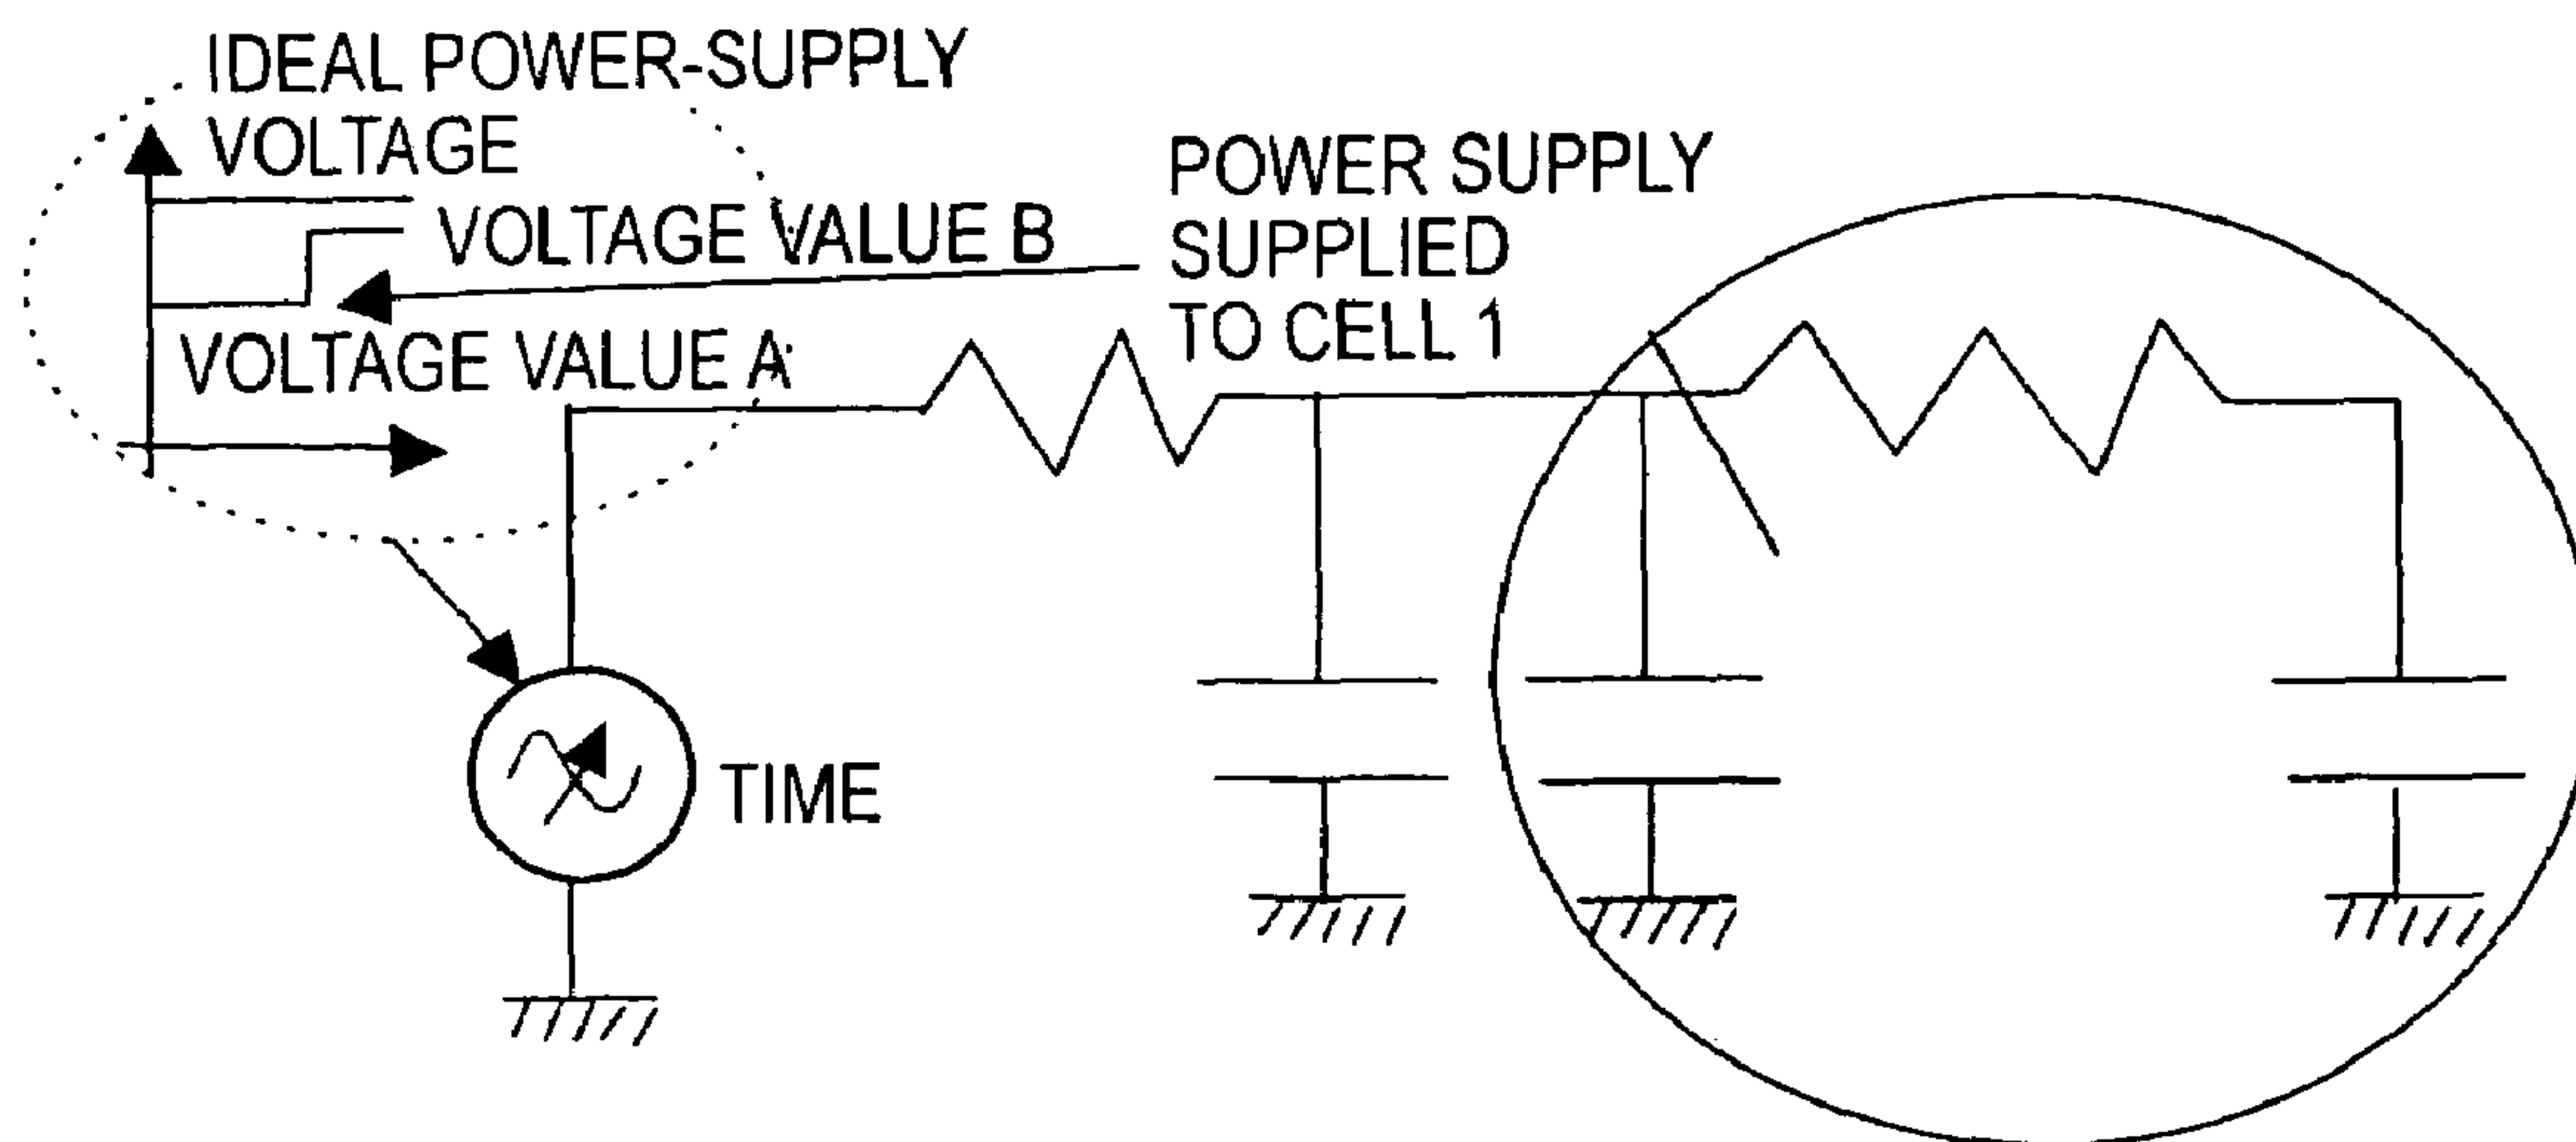 IDEAL POWER-SUPPLY
VOLTAGE
VOLTAGE VALUE B
VOLTAGE VALUE A
POWER SUPPLY
SUPPLIED
TO CELL 1
TIME